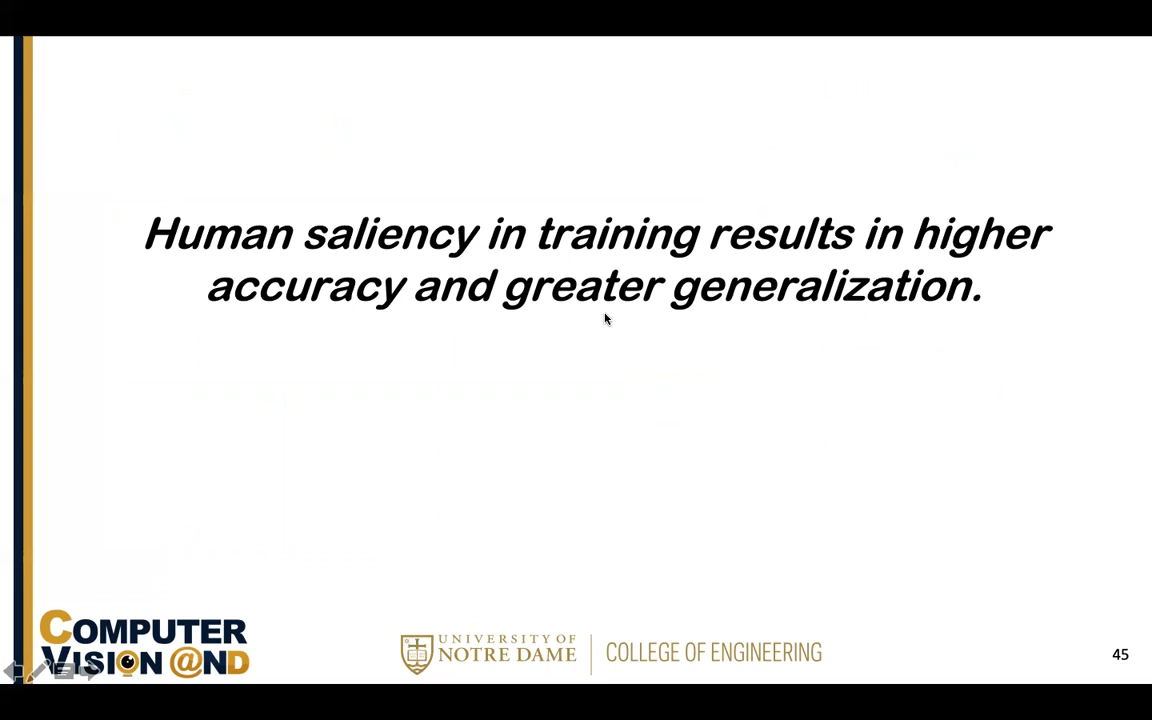 Human saliency in training results in higher
accuracy and greater generalization.
COMPUTER
VISION @ND
UNIVERSITY OF
NOTRE DAME
COLLEGE OF ENGINEERING
45